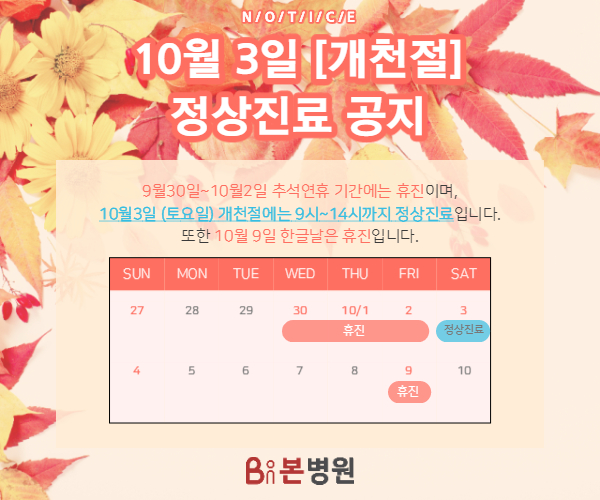 N/O/T/I/C/E
10월 3일 [개천절]
정상진료 공지
9월30일~10월2일 추석연휴 기간에는 휴진이며,
10월3일 (토요일) 개천절에는 9시~14시까지 정상진료입니다.
또한 10월 9일 한글날은 휴진입니다.
SUN MON TUE WED THU FRI SAT
27 28 29 30 10/1 2 3
휴진 정상진료
4 5 6 7 8 9 10
휴진
Bon 본병원